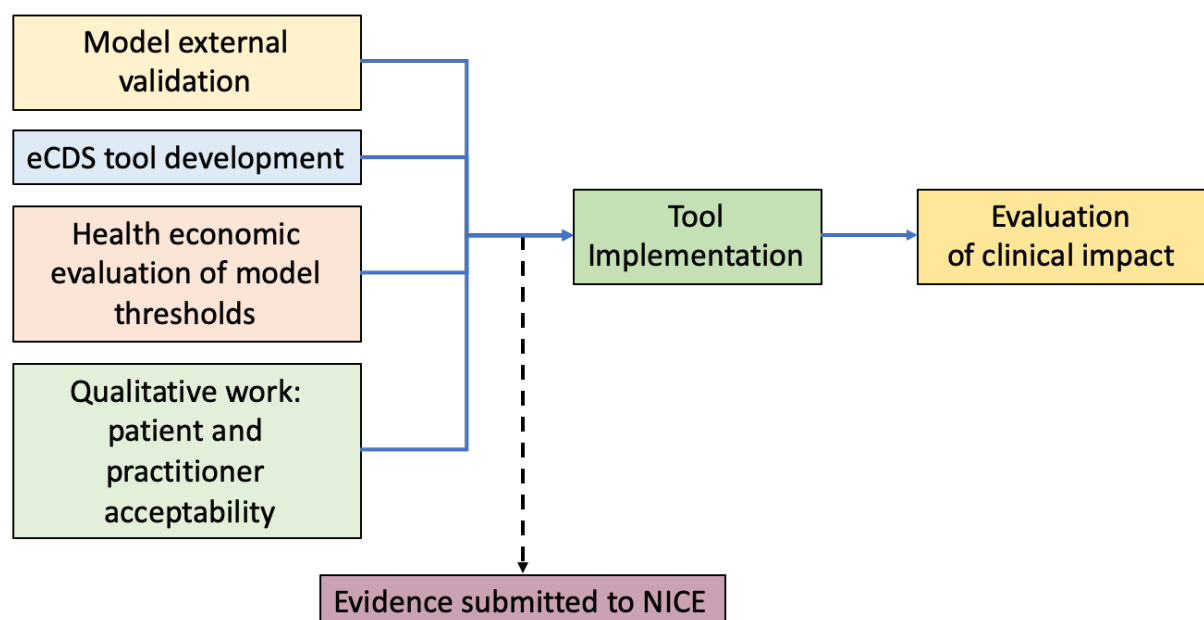 Model external
validation
eCDS tool development
Health economic
evaluation of model
thresholds
Qualitative work:
patient and
practitioner
acceptability
Tool
Implementation
Evaluation
of clinical impact
Evidence submitted to NICE